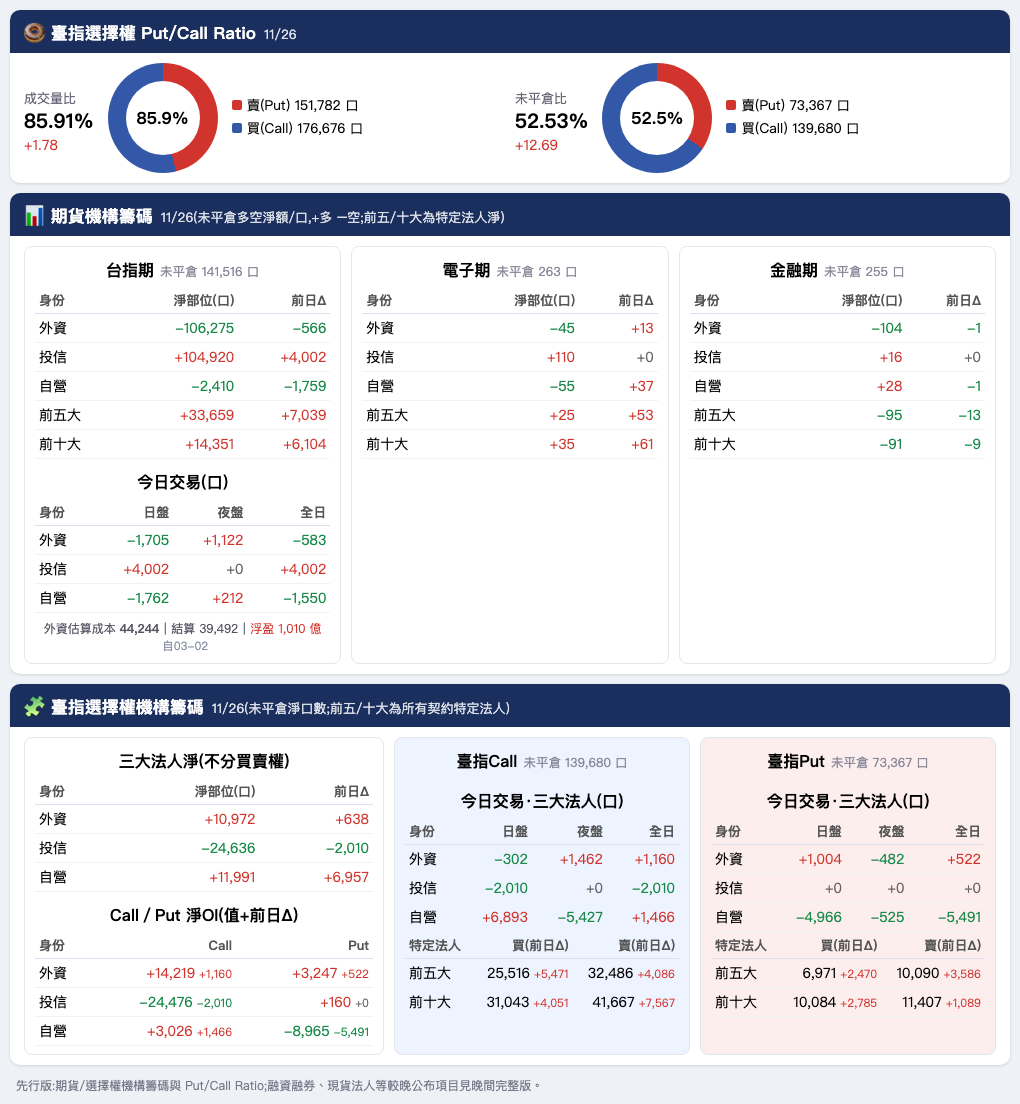 臺指選擇權 Put/Call Ratio 11/26
成交量比
85.91%
+1.78
85.9%
賣(Put) 151,782 口
買(Call) 176,676 口
未平倉比
52.53%
+12.69
52.5%
賣(Put) 73,367 口
買(Call) 139,680 口
期貨機構籌碼 11/26(未平倉多空淨額/口,+多 −空;前五/十大為特定法人淨)
台指期 未平倉 141,516 口
身份 淨部位(口) 前日Δ
外資 −106,275 −566
投信 +104,920 +4,002
自營 −2,410 −1,759
前五大 +33,659 +7,039
前十大 +14,351 +6,104
今日交易(口)
身份 日盤 夜盤 全日
外資 −1,705 +1,122 −583
投信 +4,002 +0 +4,002
自營 −1,762 +212 −1,550
外資估算成本 44,244｜結算 39,492｜浮盈 1,010 億
自03−02
電子期 未平倉 263 口
身份 淨部位(口) 前日Δ
外資 −45 +13
投信 +110 +0
自營 −55 +37
前五大 +25 +53
前十大 +35 +61
金融期 未平倉 255 口
身份 淨部位(口) 前日Δ
外資 −104 −1
投信 +16 +0
自營 +28 −1
前五大 −95 −13
前十大 −91 −9
臺指選擇權機構籌碼 11/26(未平倉淨口數;前五/十大為所有契約特定法人)
三大法人淨(不分買賣權)
身份 淨部位(口) 前日Δ
外資 +10,972 +638
投信 −24,636 −2,010
自營 +11,991 +6,957
Call / Put 淨OI(值+前日Δ)
身份 Call Put
外資 +14,219 +1,160 +3,247 +522
投信 −24,476 −2,010 +160 +0
自營 +3,026 +1,466 −8,965 −5,491
臺指Call 未平倉 139,680 口
今日交易·三大法人(口)
身份 日盤 夜盤 全日
外資 −302 +1,462 +1,160
投信 −2,010 +0 −2,010
自營 +6,893 −5,427 +1,466
特定法人 買(前日Δ) 賣(前日Δ)
前五大 25,516 +5,471 32,486 +4,086
前十大 31,043 +4,051 41,667 +7,567
臺指Put 未平倉 73,367 口
今日交易·三大法人(口)
身份 日盤 夜盤 全日
外資 +1,004 −482 +522
投信 +0 +0 +0
自營 −4,966 −525 −5,491
特定法人 買(前日Δ) 賣(前日Δ)
前五大 6,971 +2,470 10,090 +3,586
前十大 10,084 +2,785 11,407 +1,089
先行版:期貨/選擇權機構籌碼與 Put/Call Ratio;融資融券、現貨法人等較晚公布項目見晚間完整版。